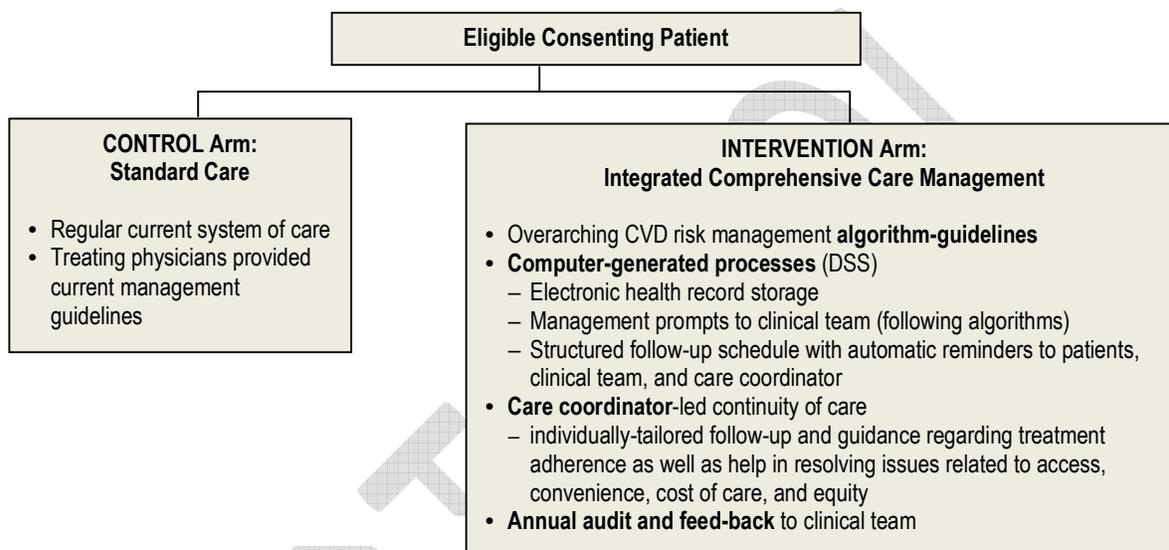 Eligible Consenting Patient
CONTROL Arm:
Standard Care
• Regular current system of care
• Treating physicians provided
current management
guidelines
INTERVENTION Arm:
Integrated Comprehensive Care Management
• Overarching CVD risk management algorithm-guidelines
• Computer-generated processes (DSS)
– Electronic health record storage
– Management prompts to clinical team (following algorithms)
– Structured follow-up schedule with automatic reminders to patients,
clinical team, and care coordinator
• Care coordinator-led continuity of care
– individually-tailored follow-up and guidance regarding treatment
adherence as well as help in resolving issues related to access,
convenience, cost of care, and equity
• Annual audit and feed-back to clinical team